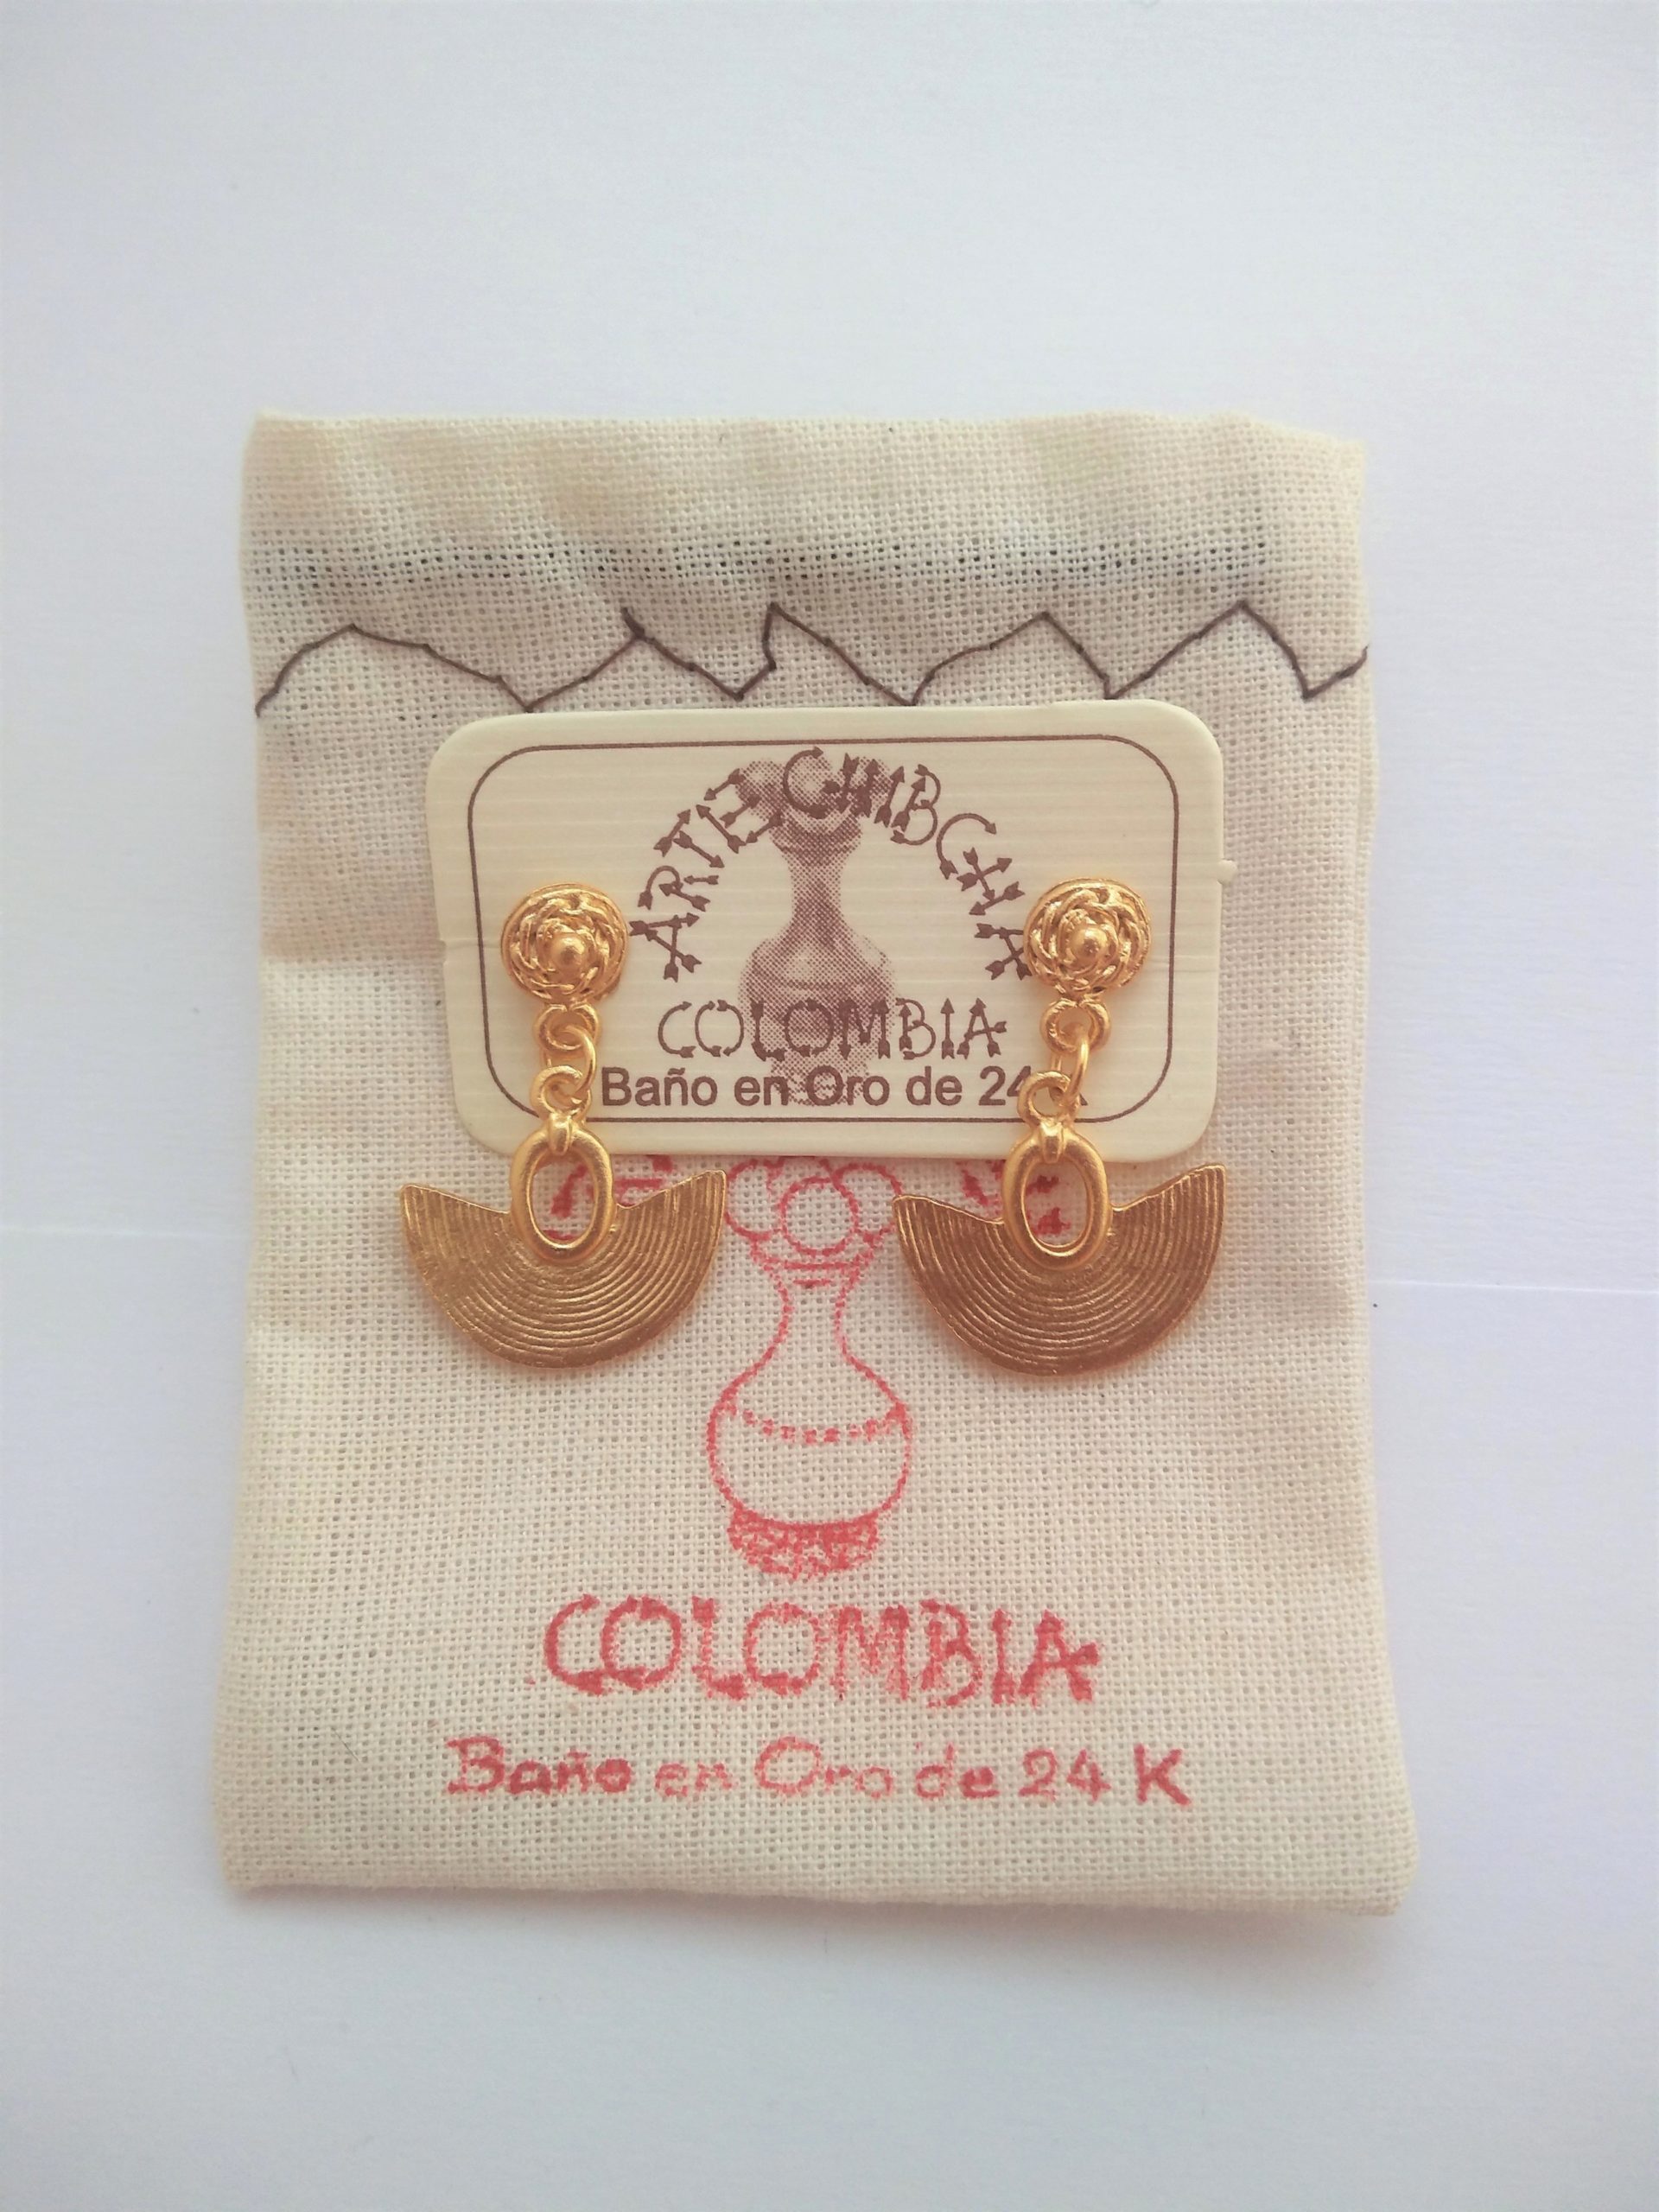 ARTE CHIBCHA
COLOMBIA
Baño en Oro de 24 K
COLOMBIA
Baño en Oro de 24 K